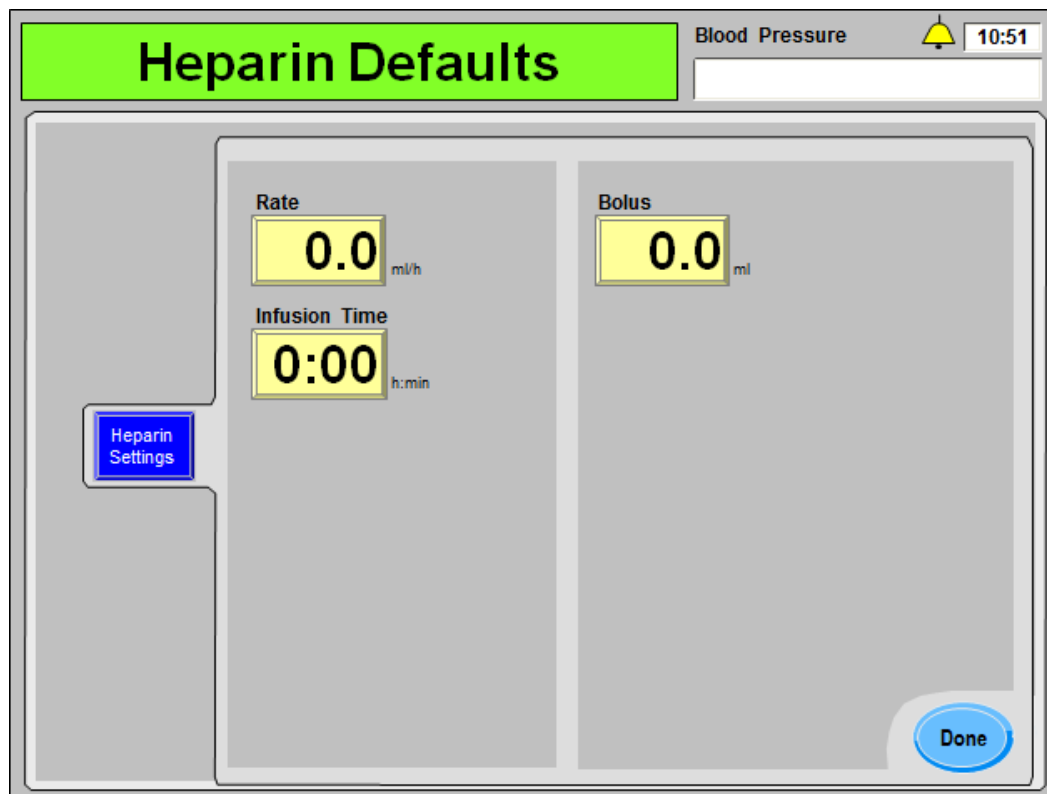 Heparin Defaults
Blood Pressure
10:51
Rate
0.0 ml/h
Infusion Time
0:00 h:min
Bolus
0.0 ml
Heparin
Settings
Done